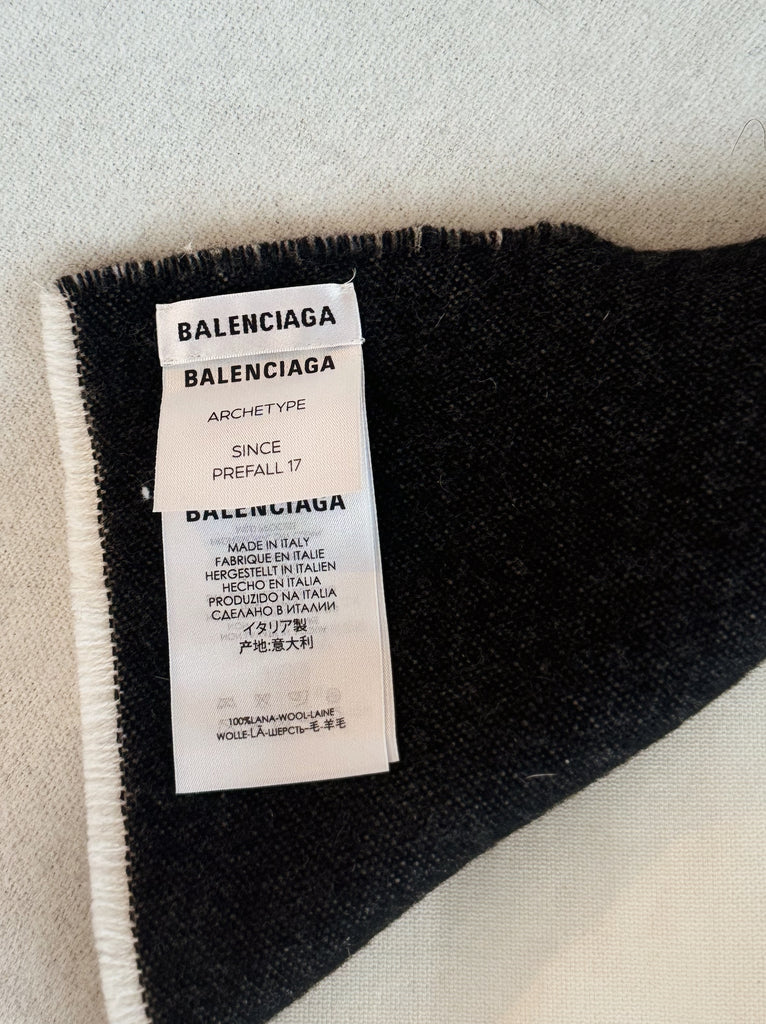 BALENCIAGA
BALENCIAGA
ARCHETYPE
SINCE
PREFALL 17
BALENCIAGA
MADE IN ITALY
FABRIQUE EN ITALIE
HERGESTELLT IN ITALIEN
HECHO EN ITALIA
PRODUZIDO NA ITALIA
СДЕЛАНО В ИТАЛИИ
イタリア製
产地:意大利
100%LANA-WOOL-LAINE
WOLLE-LÃ-ШЕРСТЬ-毛-羊毛